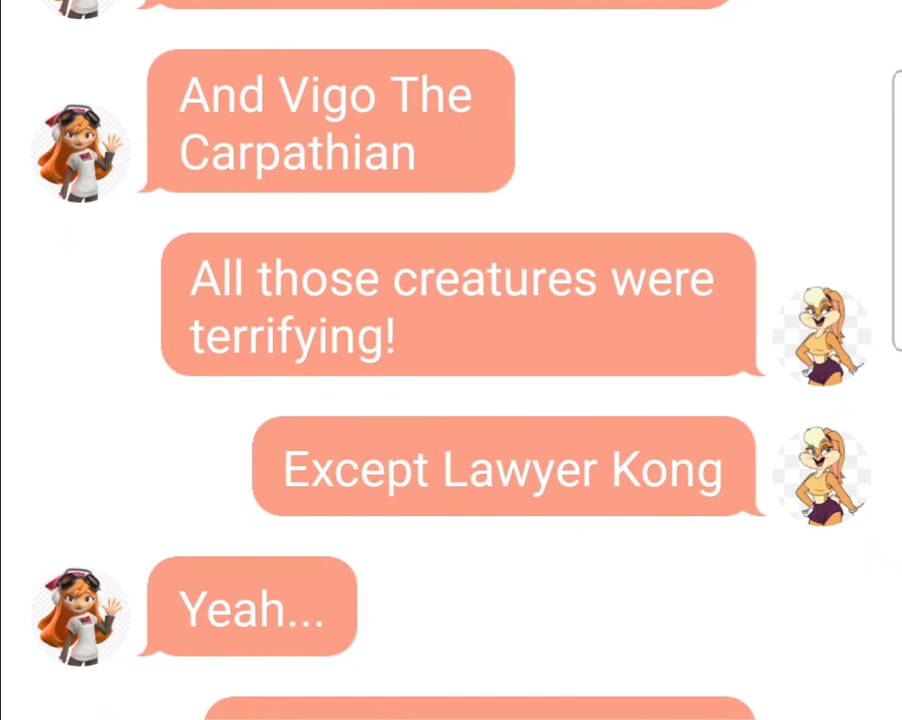 And Vigo The
Carpathian
All those creatures were
terrifying!
Except Lawyer Kong
Yeah...